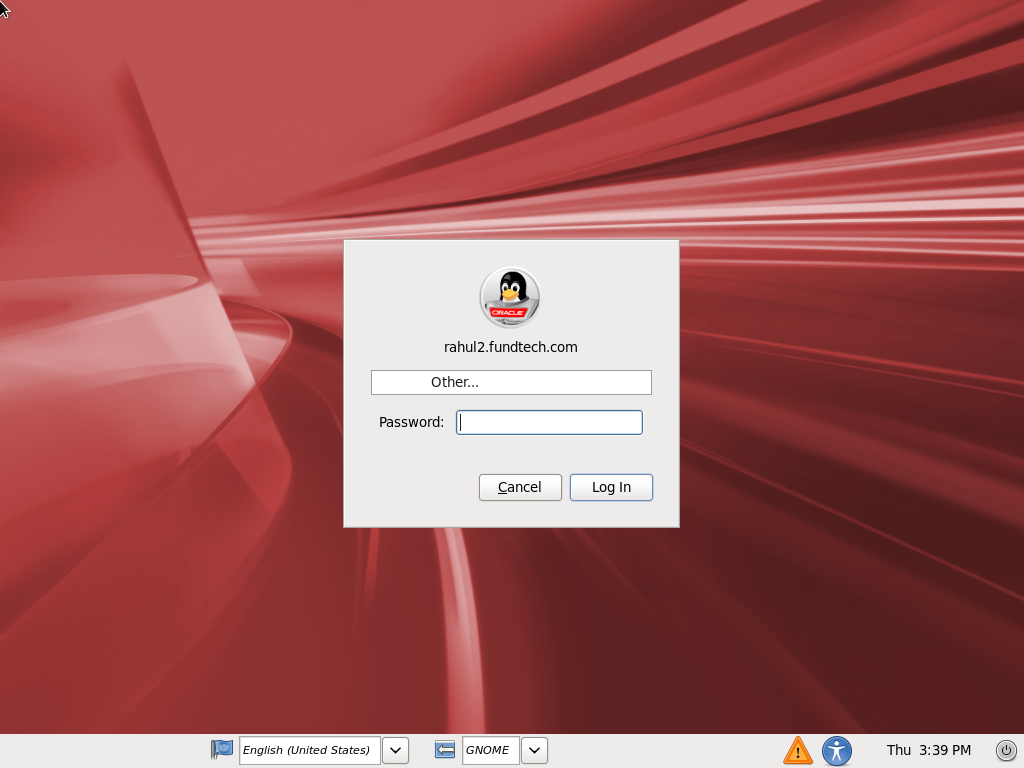 ORACLE
rahul2.fundtech.com
Other...
Password:
Cancel
Log In
English (United States)
GNOME
Thu 3:39 PM